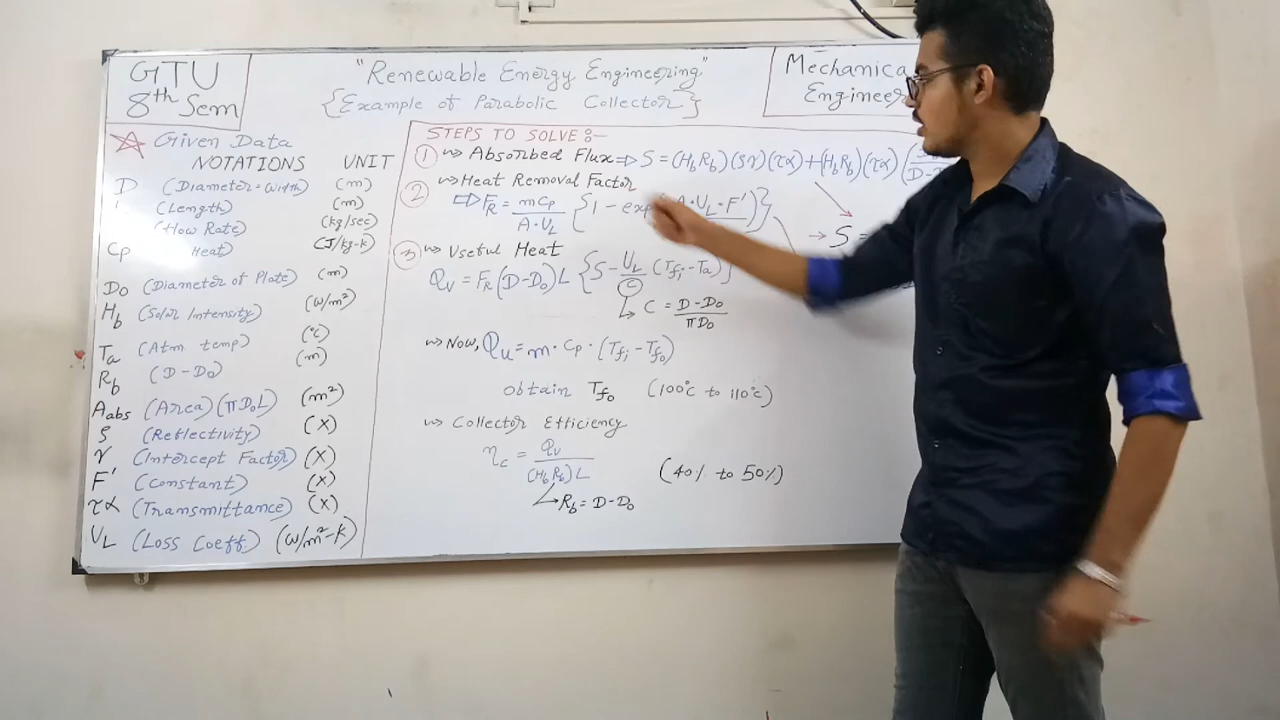 GTU
8th Sem
"Renewable Energy Engineering"
{Example of Parabolic Collector}
Mechanica
Engineer
Given Data
NOTATIONS UNIT
D (Diameter = Width) (m)
(Length) (m)
(How Rate) (kg/sec)
Cp Heat) (J/kg-k)
Do (Diameter of Plate) (m)
Hb (Solar Intensity) (W/m²)
Ta (Atm temp) (°C)
Rb (D-Do) (m)
Aabs (Area) (πDoL) (m²)
ρ (Reflectivity) (X)
γ (Intercept Factor) (X)
F' (Constant) (X)
τα (Transmittance) (X)
UL (Loss Coeff) (W/m²-k)
STEPS TO SOLVE :-
① Absorbed Flux ⇒ S = (Hb Rb)(ργ)(τα) + (Hb Rb)(τα)(
② Heat Removal Factor
⇒ FR = mCp / A·UL {1 - exp A·UL·F')}
→ S =
③ Useful Heat
Qu = FR (D-Do) L {S - UL/C (Tfi - Ta)}
C = D-Do / πDo
Now, Qu = m·Cp·(Tfi - Tfo)
obtain Tfo (100°C to 110°C)
Collector Efficiency
ηc = Qu / (Hb Rb) L (40% to 50%)
Rb = D-Do